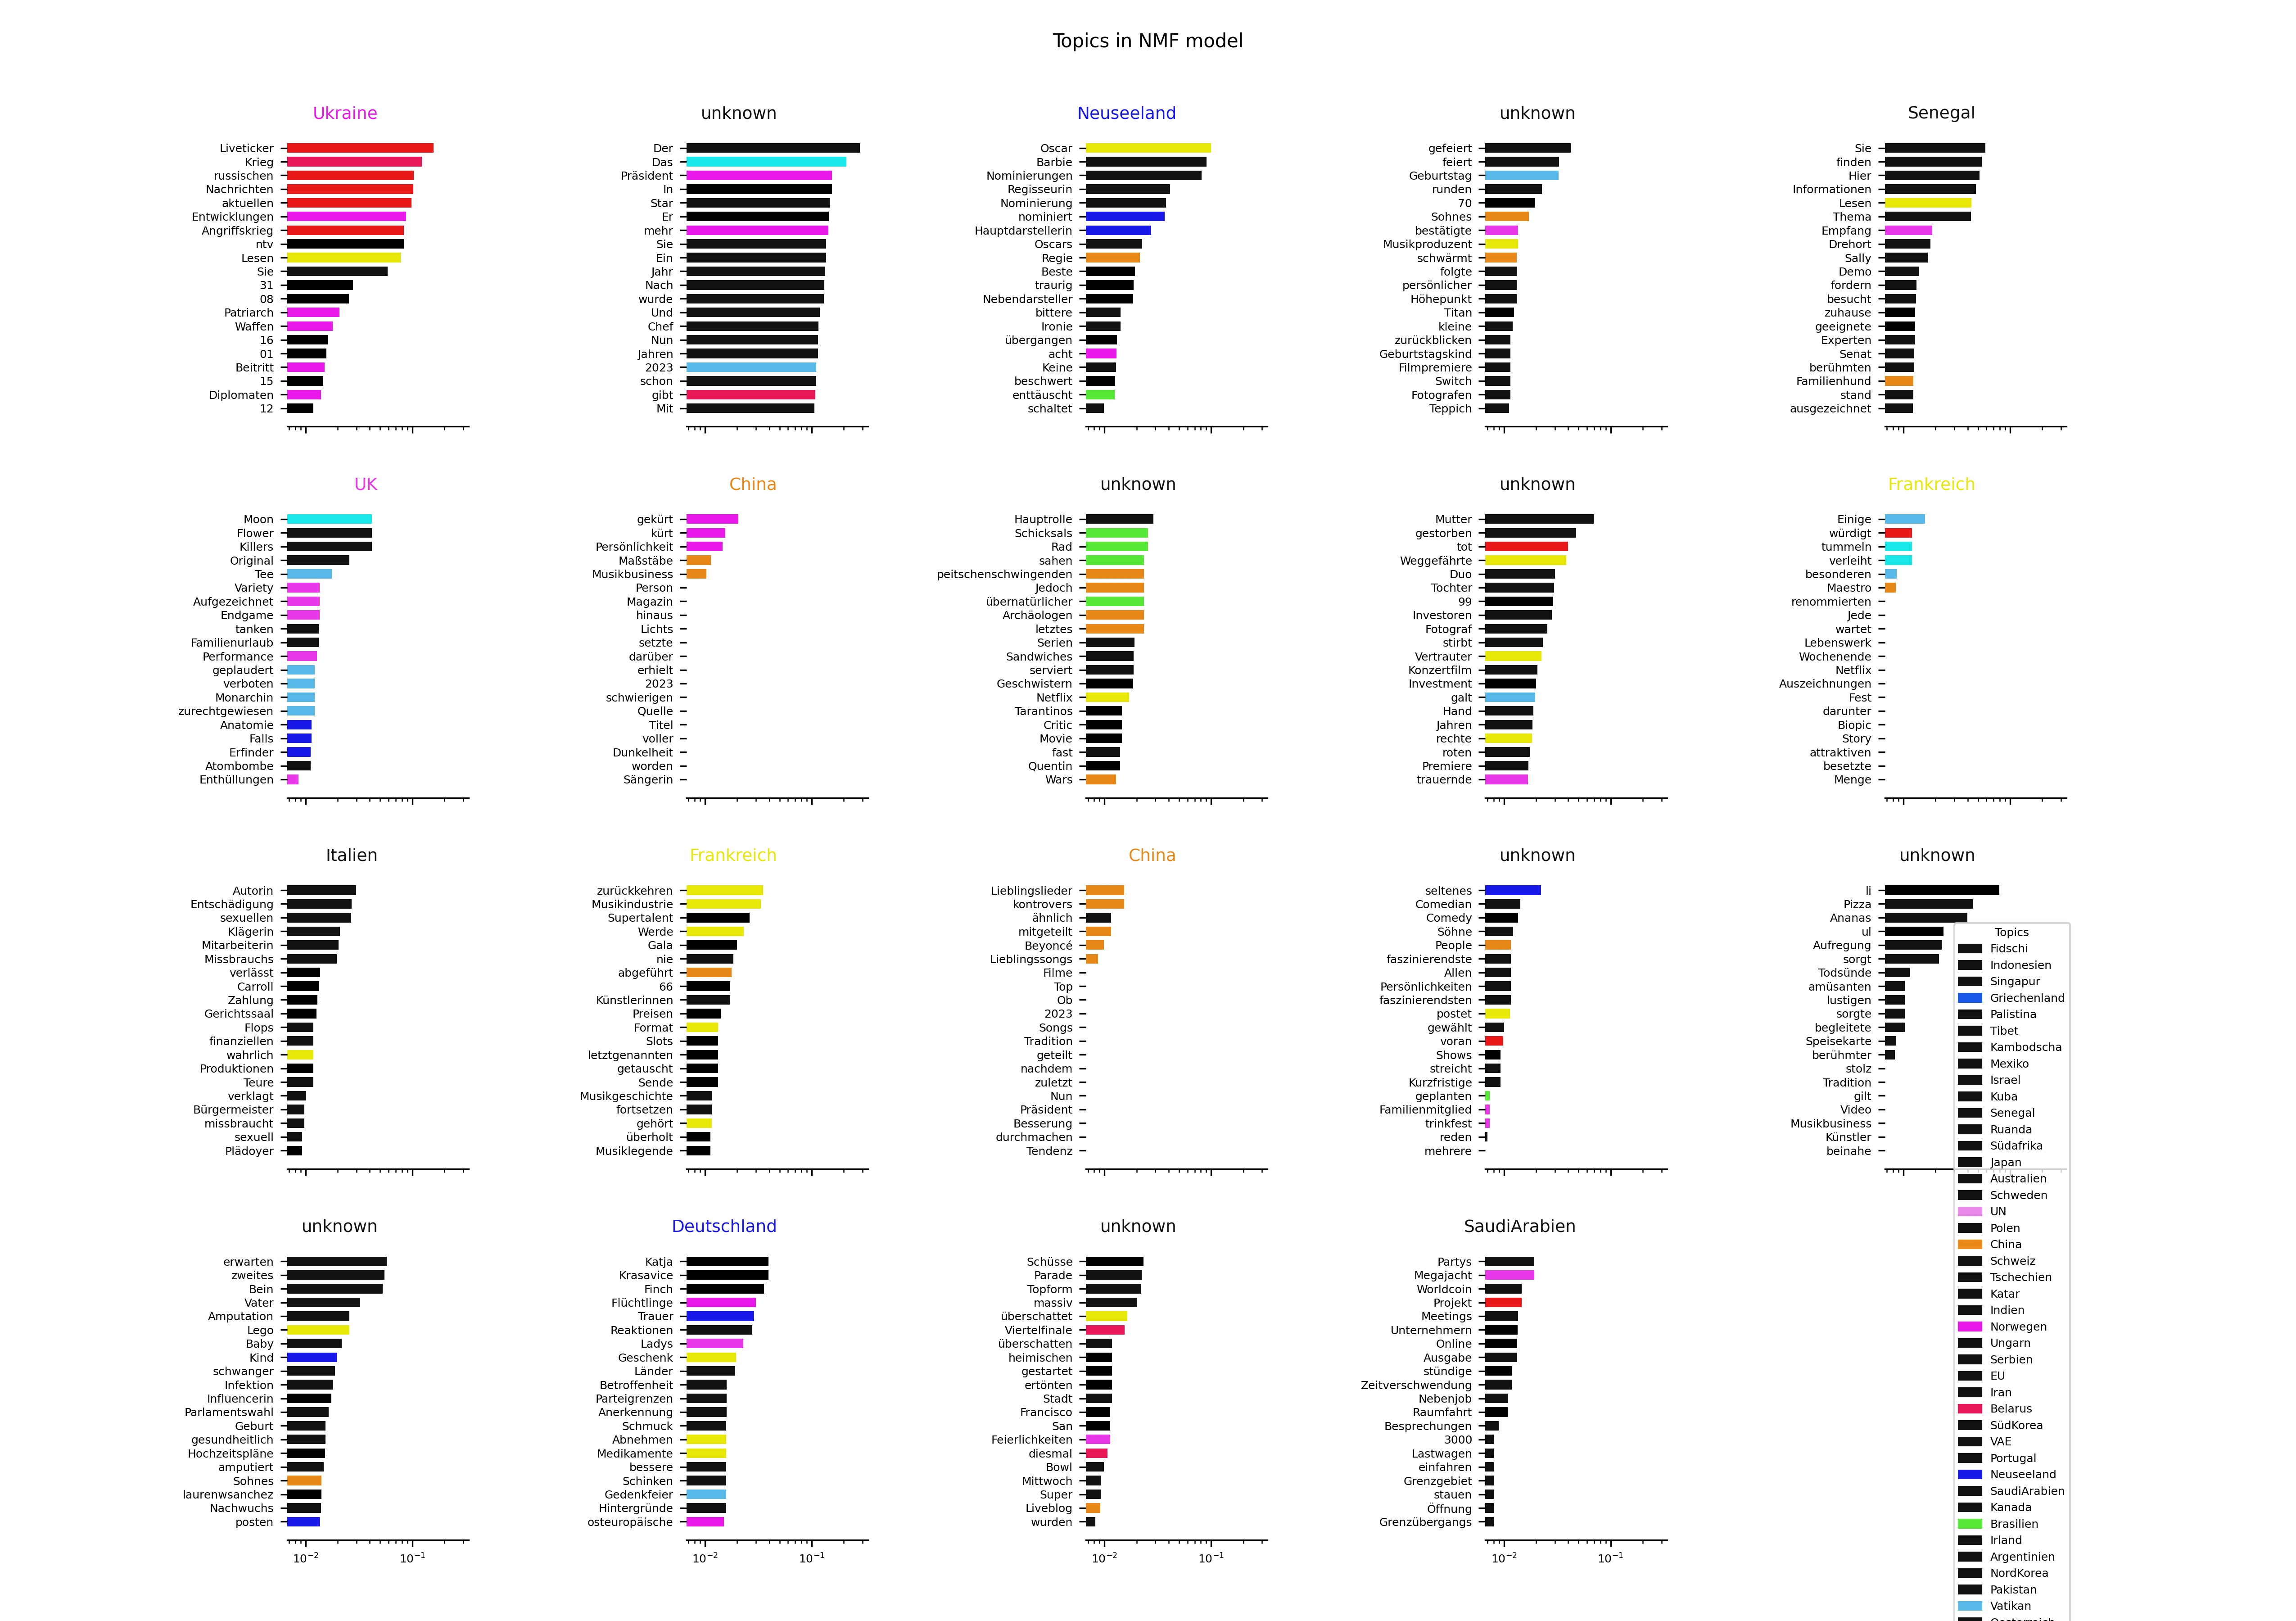 Topics in NMF model
Ukraine
Liveticker
Krieg
russischen
Nachrichten
aktuellen
Entwicklungen
Angriffskrieg
ntv
Lesen
Sie
31
08
Patriarch
Waffen
16
01
Beitritt
15
Diplomaten
12
unknown
Der
Das
Präsident
In
Star
Er
mehr
Sie
Ein
Jahr
Nach
wurde
Und
Chef
Nun
Jahren
2023
schon
gibt
Mit
Neuseeland
Oscar
Barbie
Nominierungen
Regisseurin
Nominierung
nominiert
Hauptdarstellerin
Oscars
Regie
Beste
traurig
Nebendarsteller
bittere
Ironie
übergangen
acht
Keine
beschwert
enttäuscht
schaltet
unknown
gefeiert
feiert
Geburtstag
runden
70
Sohnes
bestätigte
Musikproduzent
schwärmt
folgte
persönlicher
Höhepunkt
Titan
kleine
zurückblicken
Geburtstagskind
Filmpremiere
Switch
Fotografen
Teppich
Senegal
Sie
finden
Hier
Informationen
Lesen
Thema
Empfang
Drehort
Sally
Demo
fordern
besucht
zuhause
geeignete
Experten
Senat
berühmten
Familienhund
stand
ausgezeichnet
UK
Moon
Flower
Killers
Original
Tee
Variety
Aufgezeichnet
Endgame
tanken
Familienurlaub
Performance
geplaudert
verboten
Monarchin
zurechtgewiesen
Anatomie
Falls
Erfinder
Atombombe
Enthüllungen
China
gekürt
kürt
Persönlichkeit
Maßstäbe
Musikbusiness
Person
Magazin
hinaus
Lichts
setzte
darüber
erhielt
2023
schwierigen
Quelle
Titel
voller
Dunkelheit
worden
Sängerin
unknown
Hauptrolle
Schicksals
Rad
sahen
peitschenschwingenden
Jedoch
übernatürlicher
Archäologen
letztes
Serien
Sandwiches
serviert
Geschwistern
Netflix
Tarantinos
Critic
Movie
fast
Quentin
Wars
unknown
Mutter
gestorben
tot
Weggefährte
Duo
Tochter
99
Investoren
Fotograf
stirbt
Vertrauter
Konzertfilm
Investment
galt
Hand
Jahren
rechte
roten
Premiere
trauernde
Frankreich
Einige
würdigt
tummeln
verleiht
besonderen
Maestro
renommierten
Jede
wartet
Lebenswerk
Wochenende
Netflix
Auszeichnungen
Fest
darunter
Biopic
Story
attraktiven
besetzte
Menge
Italien
Autorin
Entschädigung
sexuellen
Klägerin
Mitarbeiterin
Missbrauchs
verlässt
Carroll
Zahlung
Gerichtssaal
Flops
finanziellen
wahrlich
Produktionen
Teure
verklagt
Bürgermeister
missbraucht
sexuell
Plädoyer
Frankreich
zurückkehren
Musikindustrie
Supertalent
Werde
Gala
nie
abgeführt
66
Künstlerinnen
Preisen
Format
Slots
letztgenannten
getauscht
Sende
Musikgeschichte
fortsetzen
gehört
überholt
Musiklegende
China
Lieblingslieder
kontrovers
ähnlich
mitgeteilt
Beyoncé
Lieblingssongs
Filme
Top
Ob
2023
Songs
Tradition
geteilt
nachdem
zuletzt
Nun
Präsident
Besserung
durchmachen
Tendenz
unknown
seltenes
Comedian
Comedy
Söhne
People
faszinierendste
Allen
Persönlichkeiten
faszinierendsten
postet
gewählt
voran
Shows
streicht
Kurzfristige
geplanten
Familienmitglied
trinkfest
reden
mehrere
unknown
li
Pizza
Ananas
ul
Aufregung
sorgt
Todsünde
amüsanten
lustigen
sorgte
begleitete
Speisekarte
berühmter
stolz
Tradition
gilt
Video
Musikbusiness
Künstler
beinahe
unknown
erwarten
zweites
Bein
Vater
Amputation
Lego
Baby
Kind
schwanger
Infektion
Influencerin
Parlamentswahl
Geburt
gesundheitlich
Hochzeitspläne
amputiert
Sohnes
laurenwsanchez
Nachwuchs
posten
10⁻² 10⁻¹
Deutschland
Katja
Krasavice
Finch
Flüchtlinge
Trauer
Reaktionen
Ladys
Geschenk
Länder
Betroffenheit
Parteigrenzen
Anerkennung
Schmuck
Abnehmen
Medikamente
bessere
Schinken
Gedenkfeier
Hintergründe
osteuropäische
10⁻² 10⁻¹
unknown
Schüsse
Parade
Topform
massiv
überschattet
Viertelfinale
überschatten
heimischen
gestartet
ertönten
Stadt
Francisco
San
Feierlichkeiten
diesmal
Bowl
Mittwoch
Super
Liveblog
wurden
10⁻² 10⁻¹
SaudiArabien
Partys
Megajacht
Worldcoin
Projekt
Meetings
Unternehmern
Online
Ausgabe
stündige
Zeitverschwendung
Nebenjob
Raumfahrt
Besprechungen
3000
Lastwagen
einfahren
Grenzgebiet
stauen
Öffnung
Grenzübergangs
10⁻² 10⁻¹
Topics
Fidschi
Indonesien
Singapur
Griechenland
Palistina
Tibet
Kambodscha
Mexiko
Israel
Kuba
Senegal
Ruanda
Südafrika
Japan
Australien
Schweden
UN
Polen
China
Schweiz
Tschechien
Katar
Indien
Norwegen
Ungarn
Serbien
EU
Iran
Belarus
SüdKorea
VAE
Portugal
Neuseeland
SaudiArabien
Kanada
Brasilien
Irland
Argentinien
NordKorea
Pakistan
Vatikan